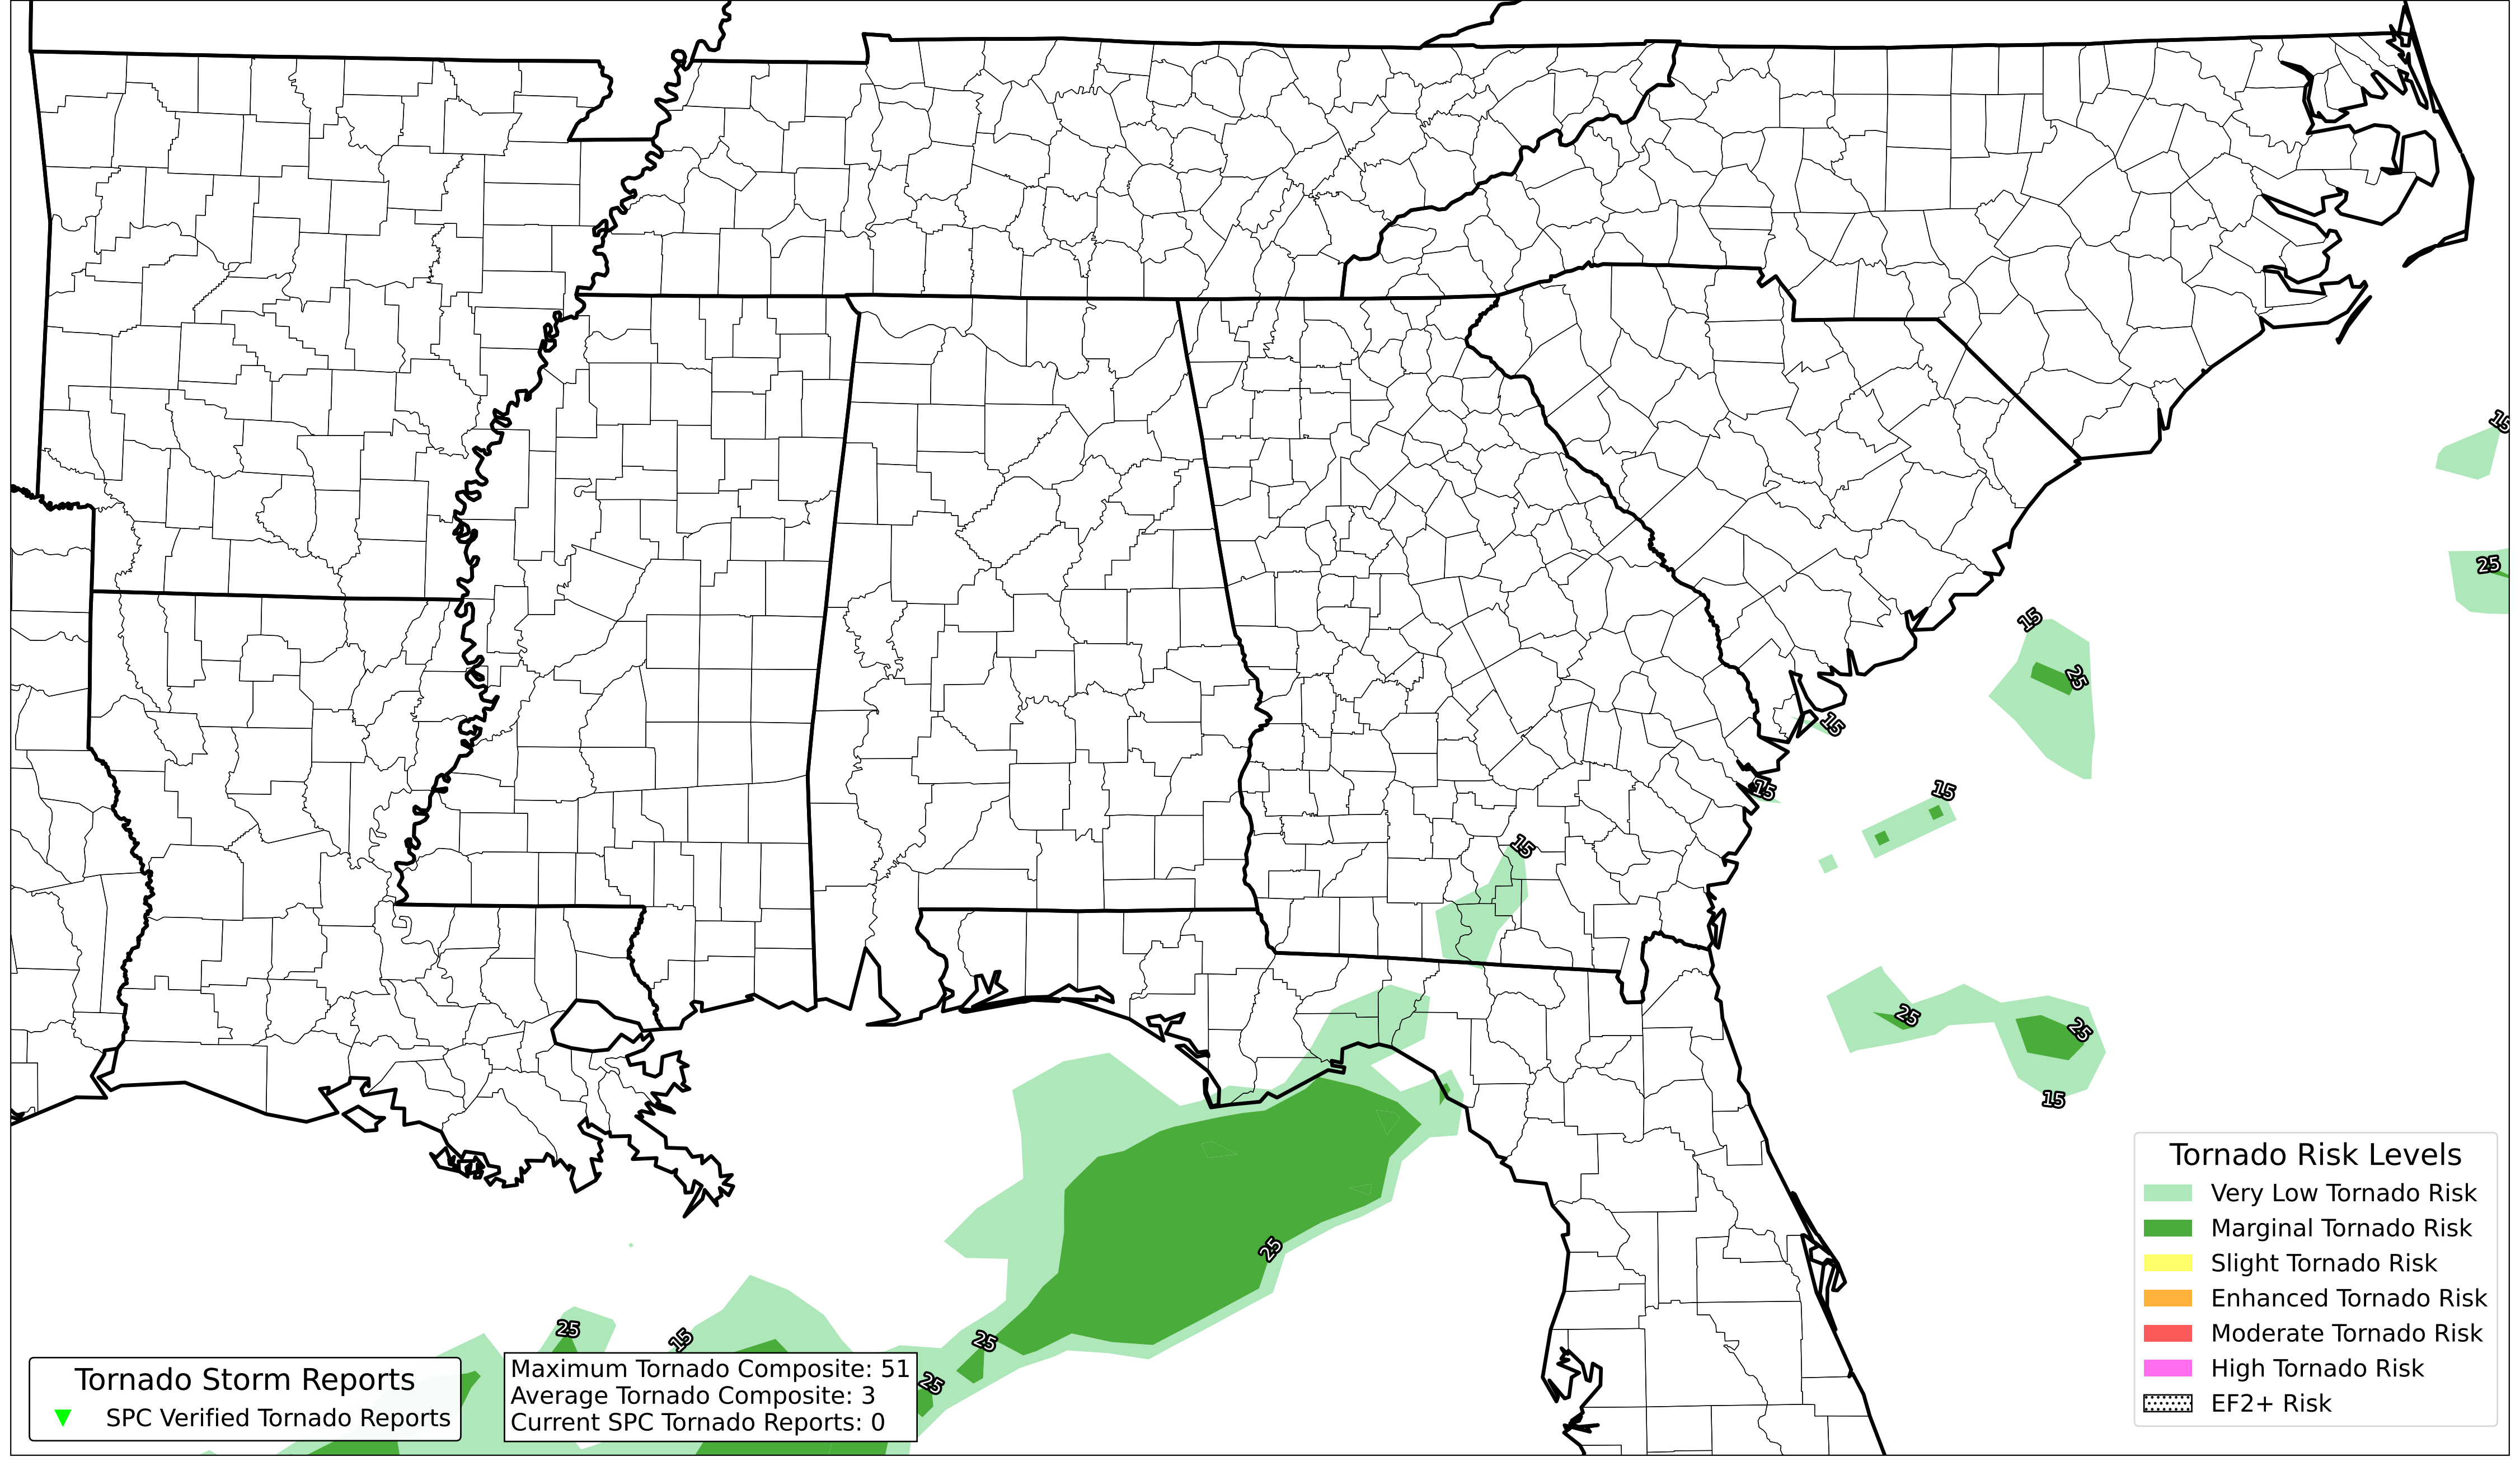 15
25
15
25
15
15
15
15
25
25
15
25
25
15
25
25
Tornado Risk Levels
Very Low Tornado Risk
Marginal Tornado Risk
Slight Tornado Risk
Enhanced Tornado Risk
Moderate Tornado Risk
High Tornado Risk
EF2+ Risk
Tornado Storm Reports
SPC Verified Tornado Reports
Maximum Tornado Composite: 51
Average Tornado Composite: 3
Current SPC Tornado Reports: 0